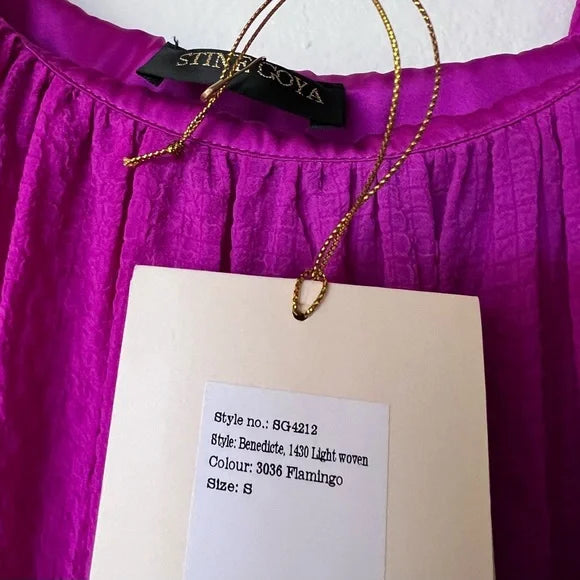 STINE GOYA
Style no.: SG4212
Style: Benedicte, 1430 Light woven
Colour: 3036 Flamingo
Size: S